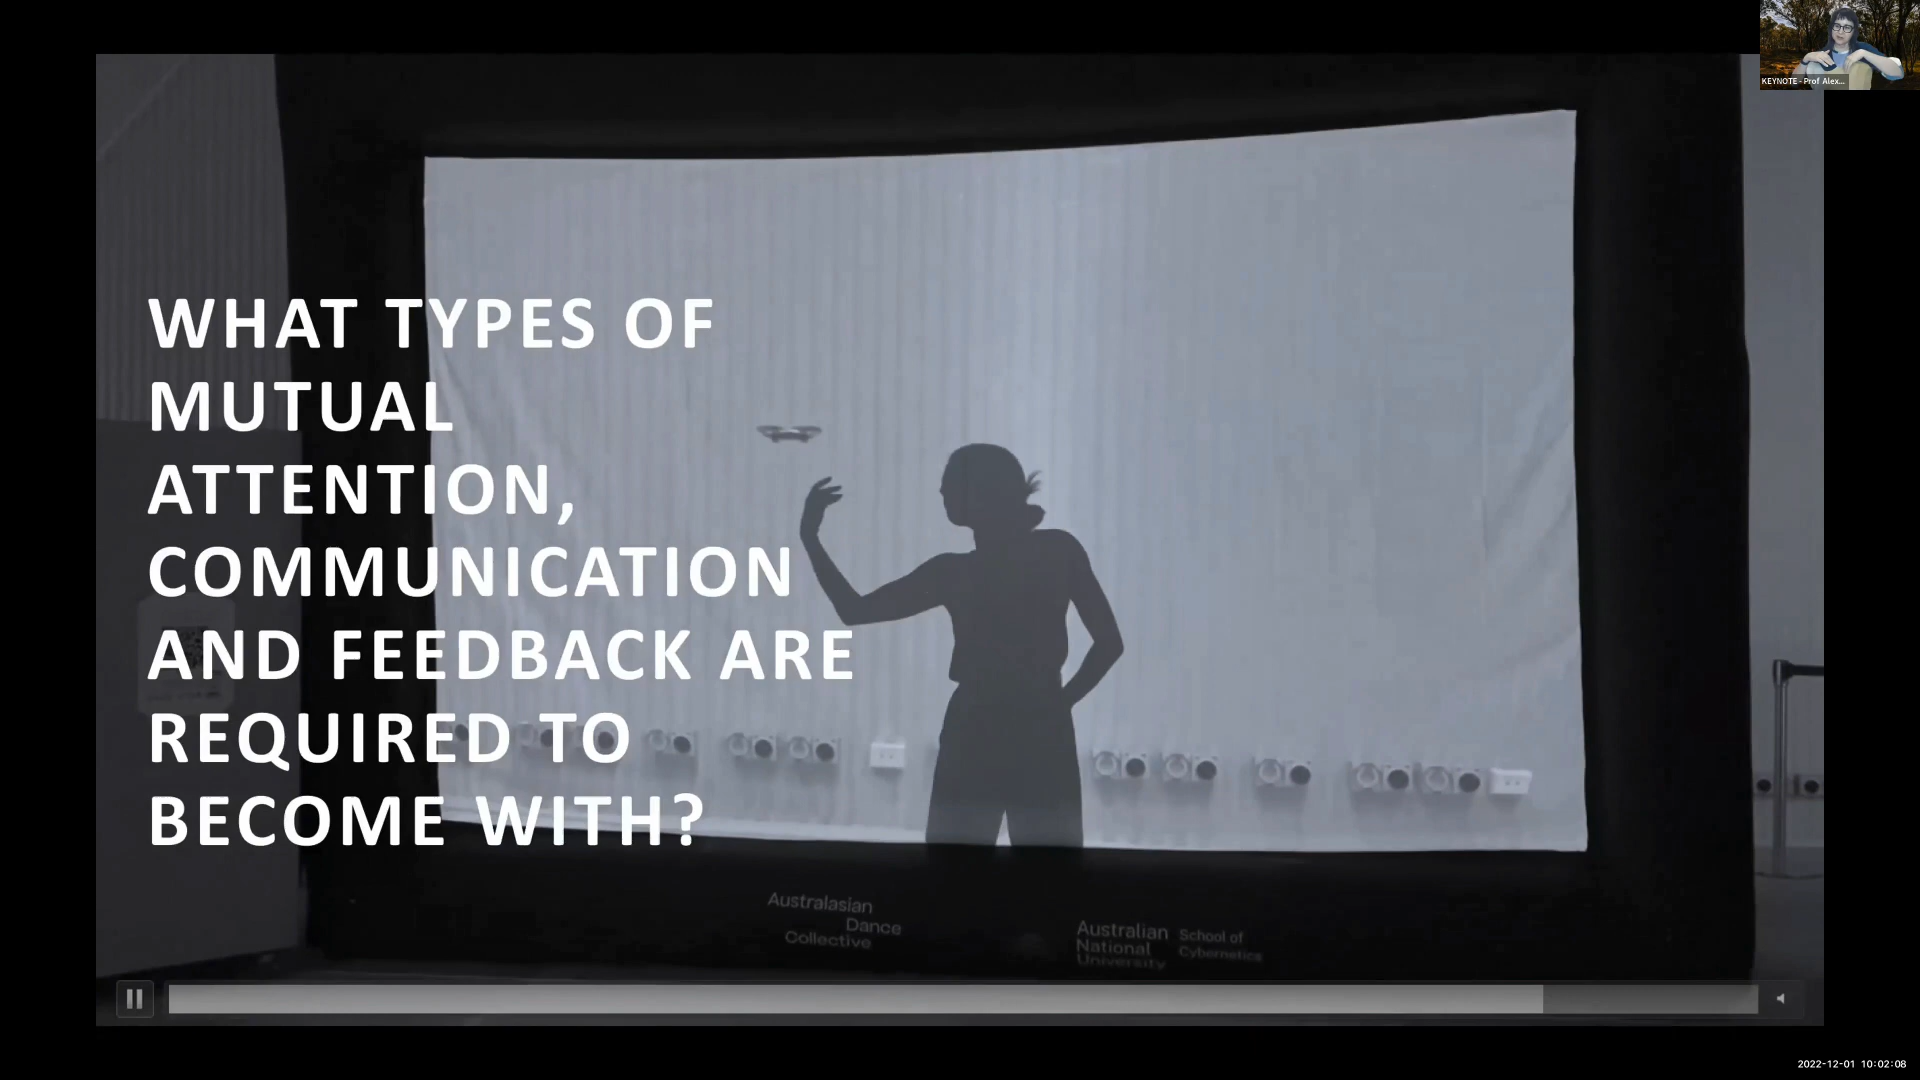 KEYNOTE - Prof Alex...
WHAT TYPES OF
MUTUAL
ATTENTION,
COMMUNICATION
AND FEEDBACK ARE
REQUIRED TO
BECOME WITH?
Australasian
Dance
Collective
Australian
National
University
School of
Cybernetics
2022-12-01 10:02:08